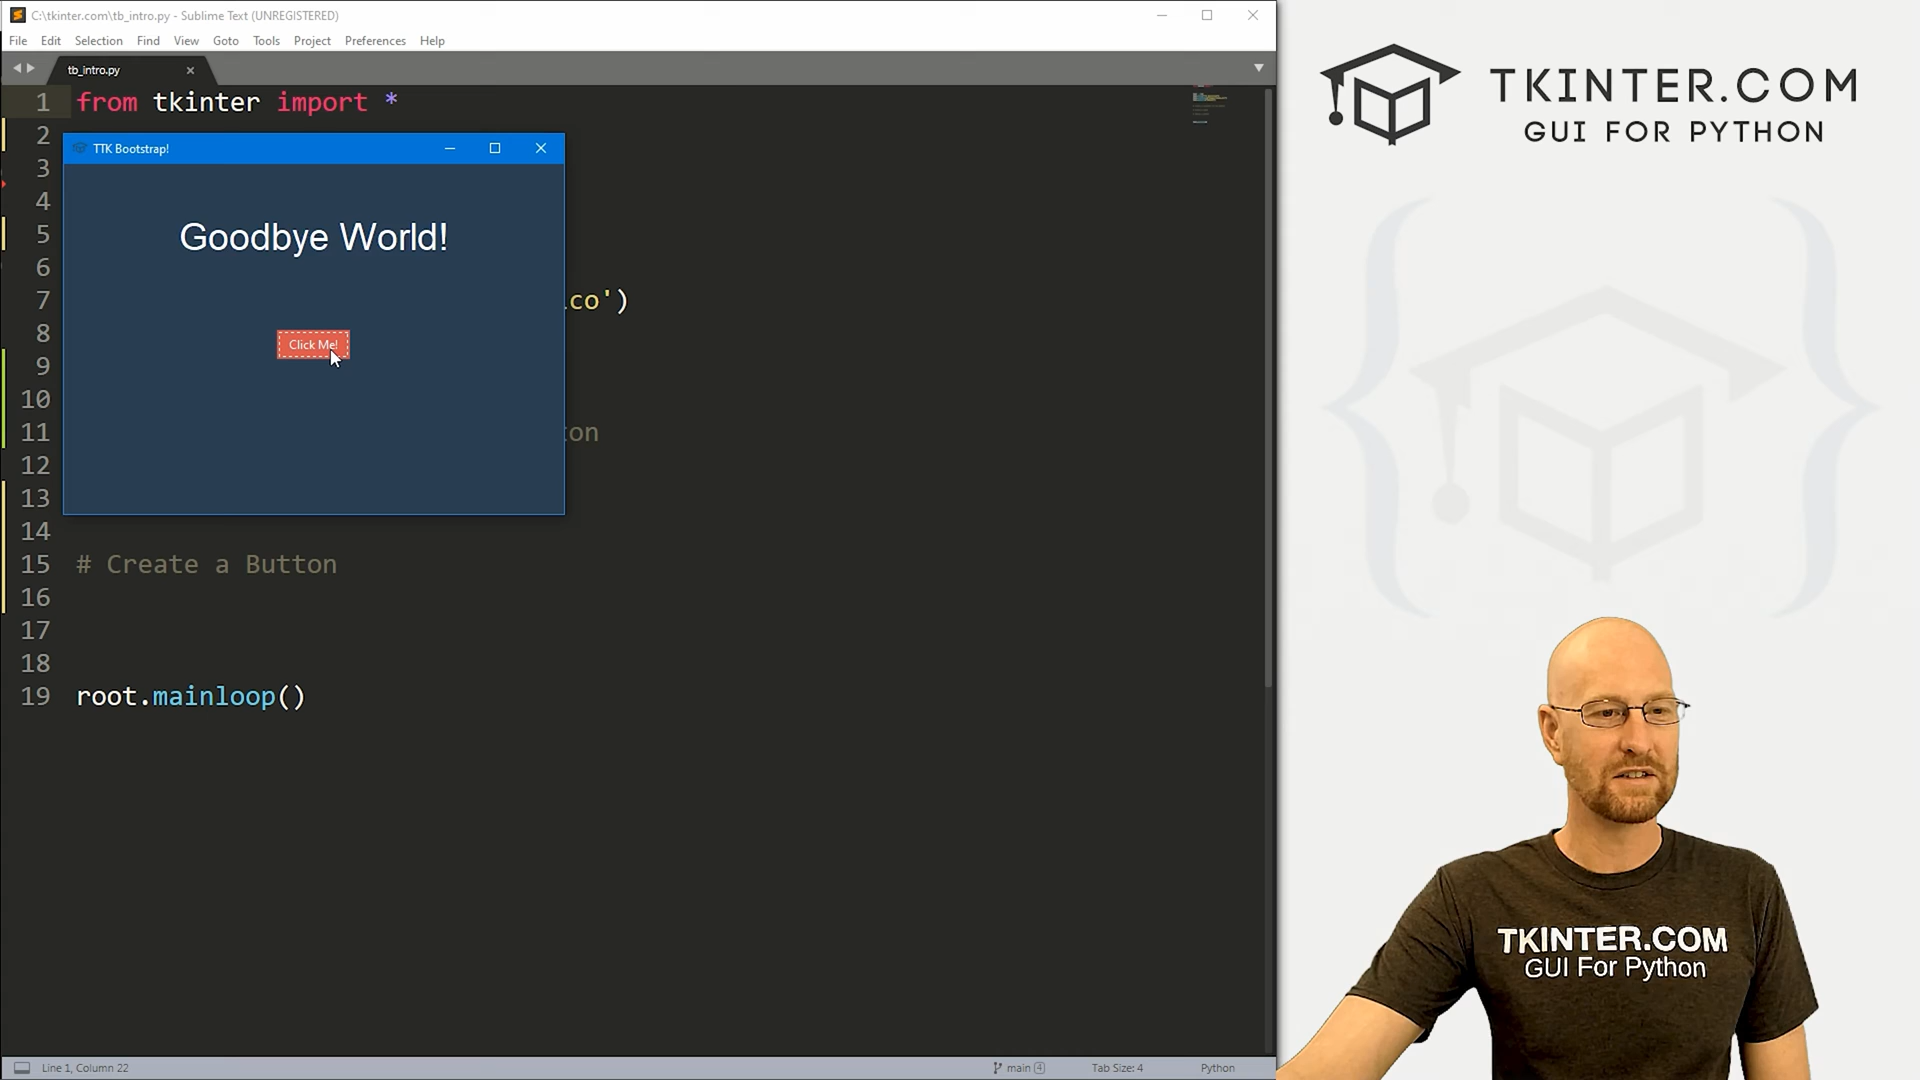 C:\tkinter.com\tb_intro.py - Sublime Text (UNREGISTERED)
File Edit Selection Find View Goto Tools Project Preferences Help
tb_intro.py
1 from tkinter import *
2
TTK Bootstrap!
3
4
5
Goodbye World!
6
7 co')
8
Click Me!
9
10
11 on
12
13
14
15 # Create a Button
16
17
18
19 root.mainloop()
Line 1, Column 22
main 4
Tab Size: 4
Python
TKINTER.COM
GUI FOR PYTHON
TKINTER.COM
GUI For Python